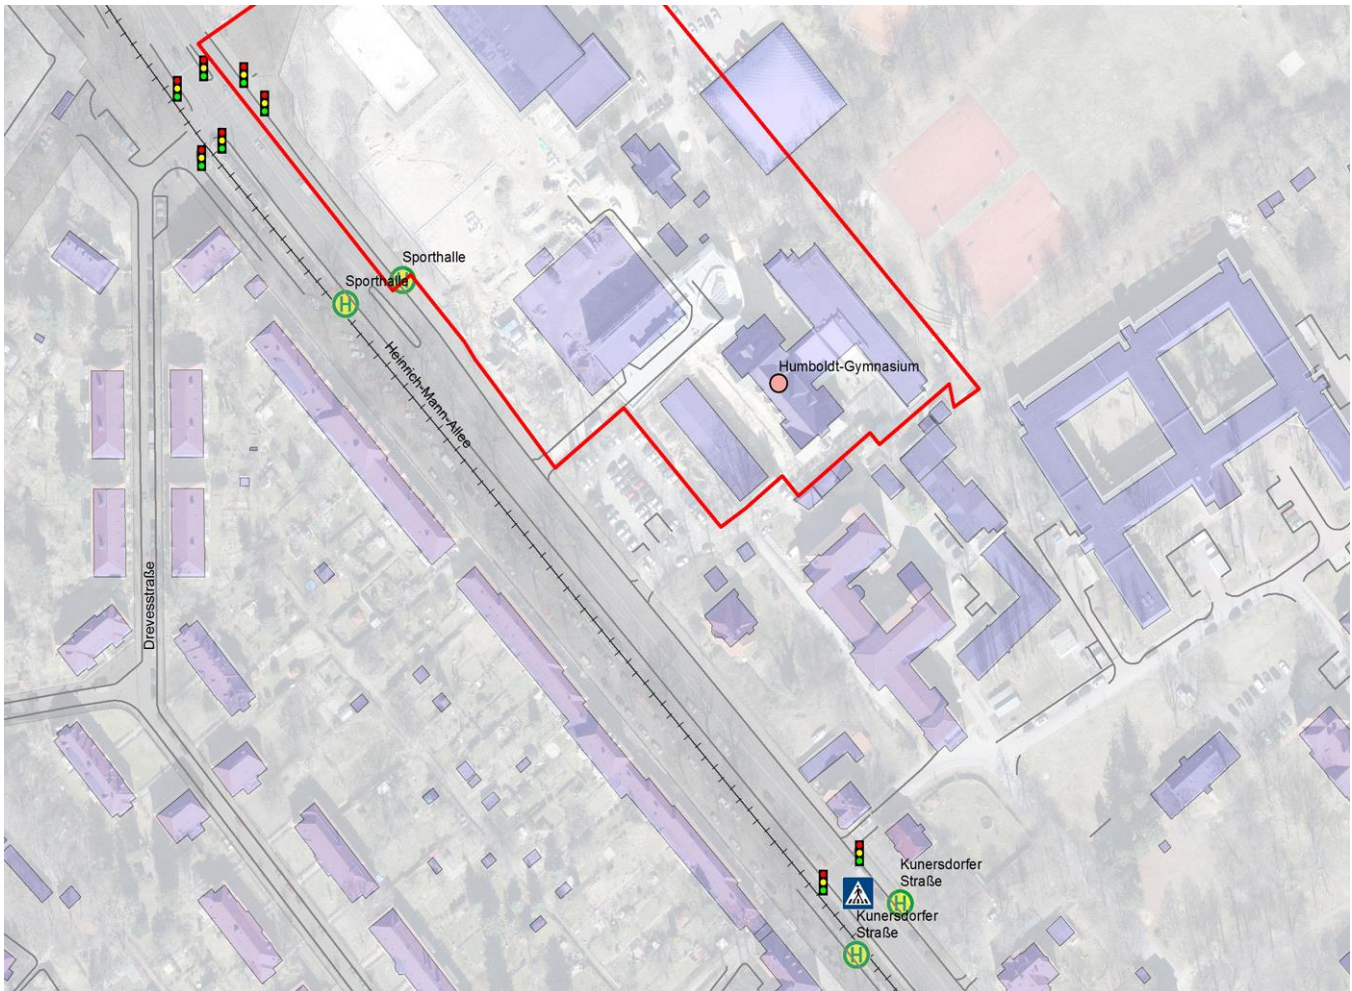 Sporthalle
Sporthalle
H
H
Heinrich-Mann-Allee
Humboldt-Gymnasium
Drevesstraße
Kunersdorfer
Straße
H
Kunersdorfer
Straße
H